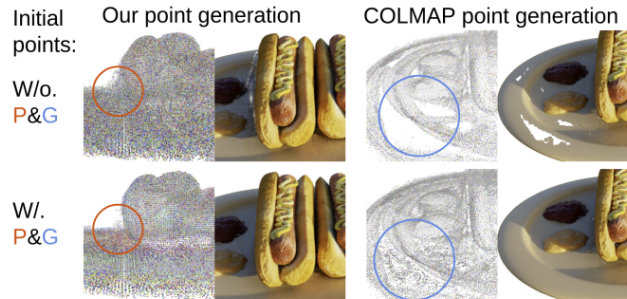 Initial points:
Our point generation
COLMAP point generation
W/o.
P&G
W/.
P&G